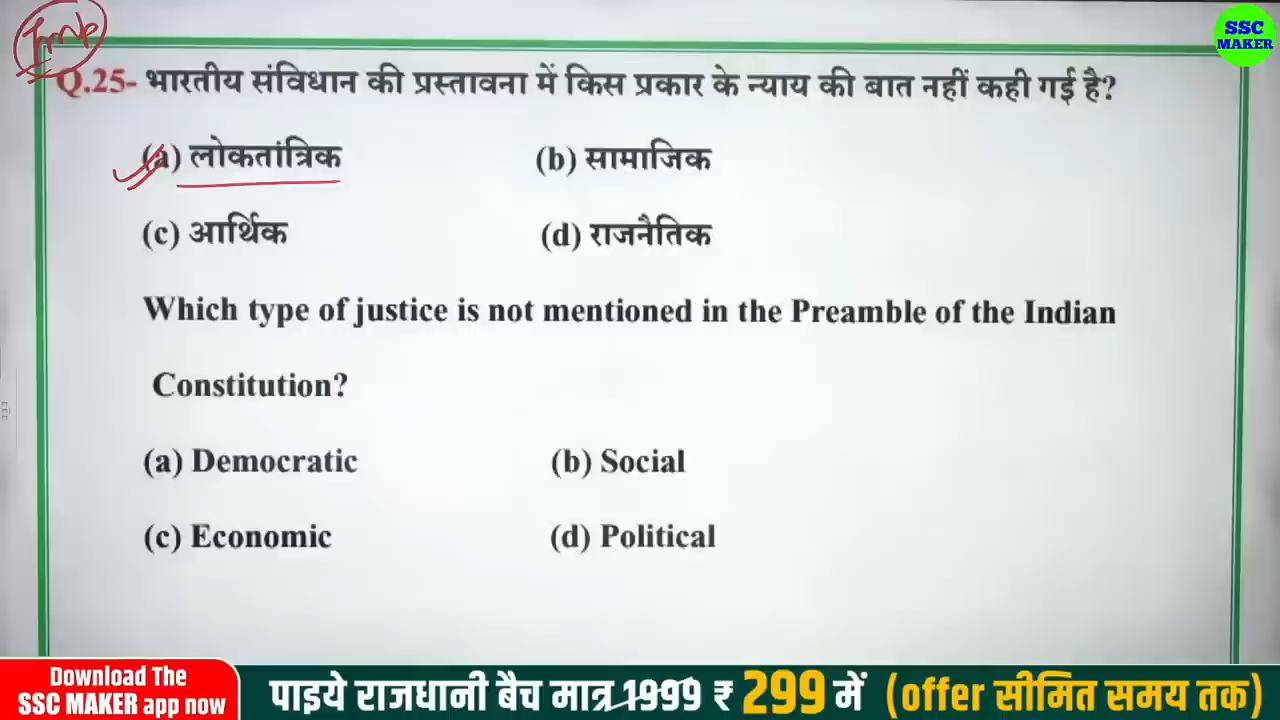 Imp
SSC
MAKER
Q.25- भारतीय संविधान की प्रस्तावना में किस प्रकार के न्याय की बात नहीं कही गई है?
(a) लोकतांत्रिक (b) सामाजिक
(c) आर्थिक (d) राजनैतिक
Which type of justice is not mentioned in the Preamble of the Indian
Constitution?
(a) Democratic (b) Social
(c) Economic (d) Political
Download The
SSC MAKER app now
पाइये राजधानी बैच मात्र 1999 ₹ 299 में (offer सीमित समय तक)